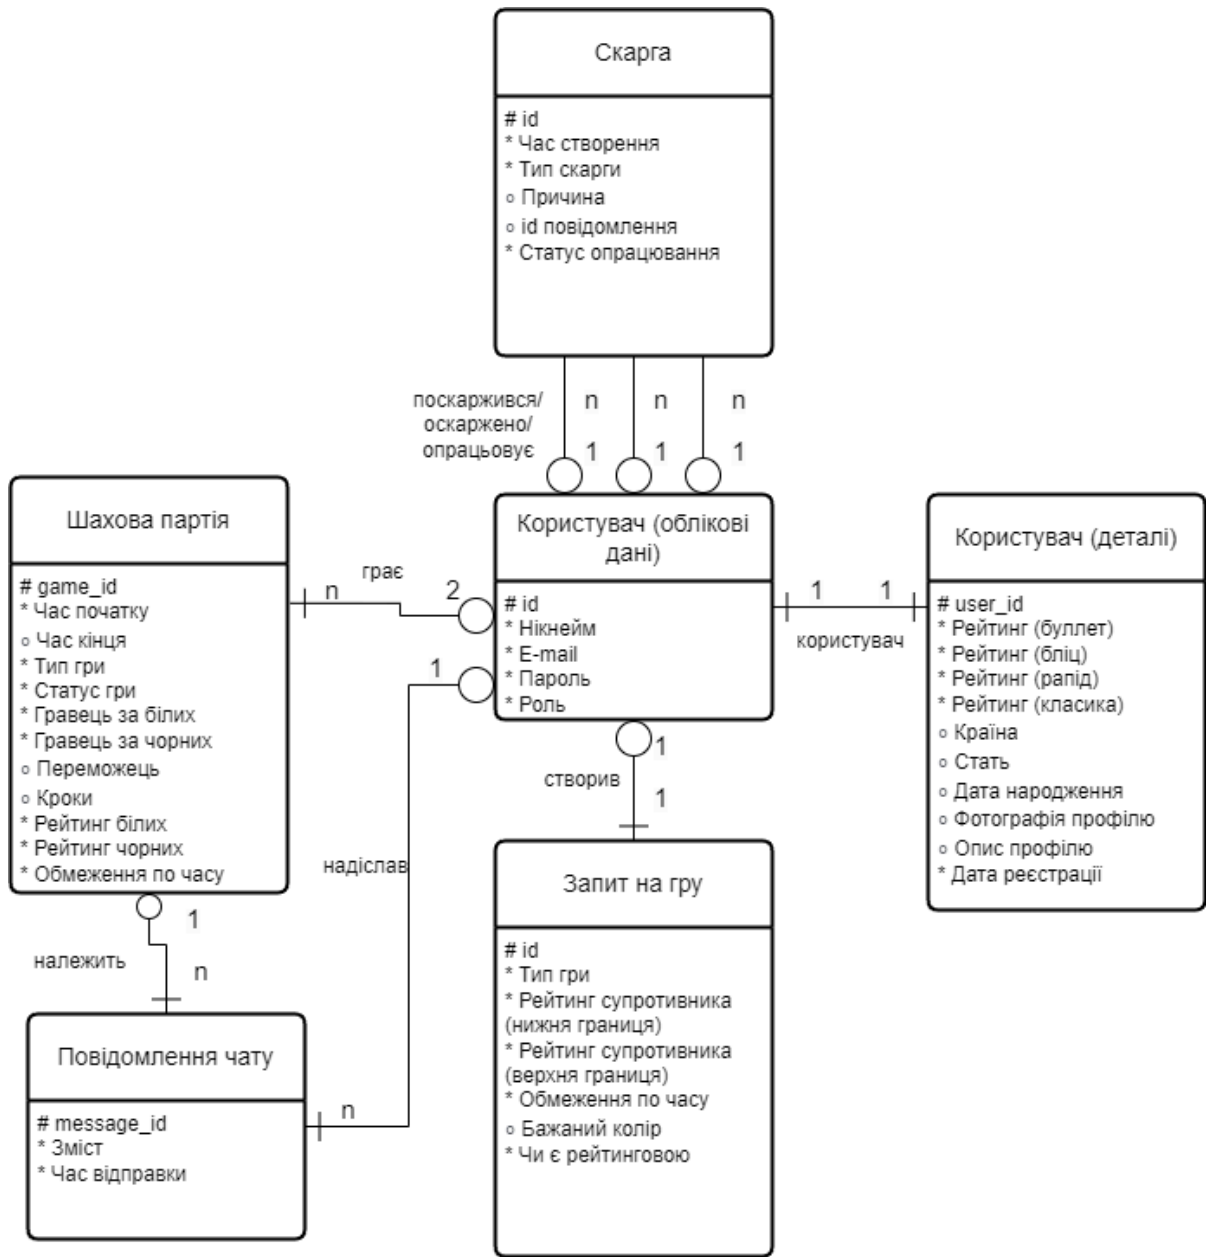 Скарга
# id
* Час створення
* Тип скарги
o Причина
o id повідомлення
* Статус опрацювання
поскаржився/
оскаржено/
опрацьовує
n
n
n
1
1
1
Шахова партія
# game_id
* Час початку
o Час кінця
* Тип гри
* Статус гри
* Гравець за білих
* Гравець за чорних
o Переможець
o Кроки
* Рейтинг білих
* Рейтинг чорних
* Обмеження по часу
грає
n
2
Користувач (облікові
дані)
# id
* Нікнейм
* E-mail
* Пароль
* Роль
1
1
користувач
Користувач (деталі)
# user_id
* Рейтинг (буллет)
* Рейтинг (бліц)
* Рейтинг (рапід)
* Рейтинг (класика)
o Країна
o Стать
o Дата народження
o Фотографія профілю
o Опис профілю
* Дата реєстрації
1
надіслав
n
1
створив
1
1
належить
n
Повідомлення чату
# message_id
* Зміст
* Час відправки
Запит на гру
# id
* Тип гри
* Рейтинг супротивника
(нижня границя)
* Рейтинг супротивника
(верхня границя)
* Обмеження по часу
o Бажаний колір
* Чи є рейтинговою